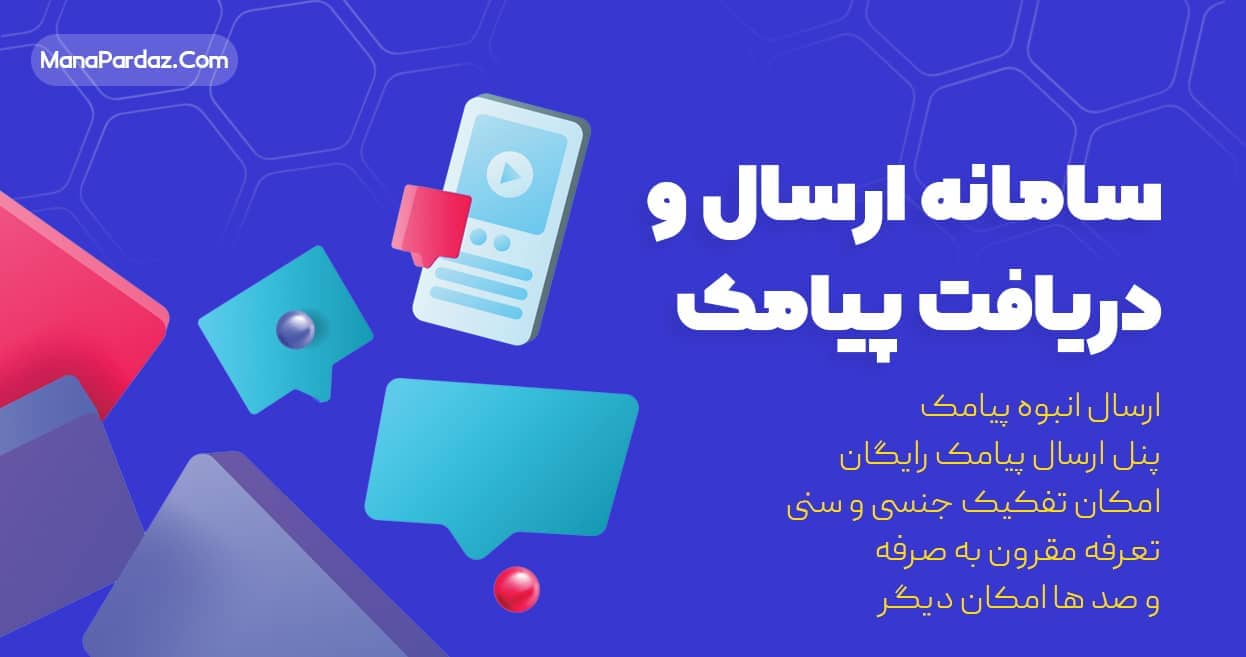 ManaPardaz.Com
سامانه ارسال و
دریافت پیامک
ارسال انبوه پیامک
پنل ارسال پیامک رایگان
امکان تفکیک جنسی و سنی
تعرفه مقرون به صرفه
و صد ها امکان دیگر